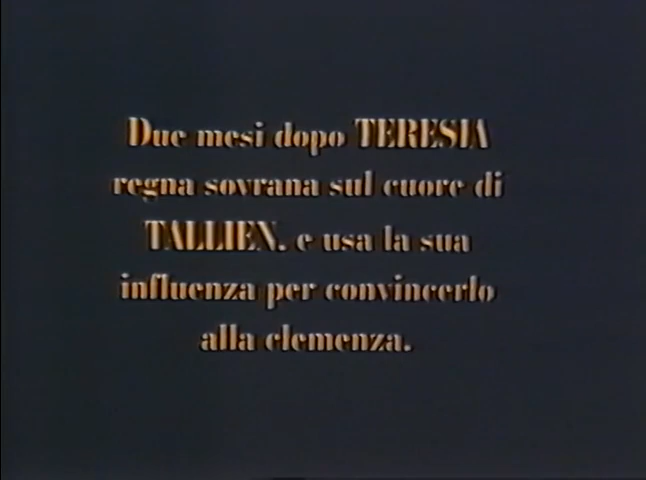 Due mesi dopo TERESIA
regna sovrana sul cuore di
TALLIEN. e usa la sua
influenza per convincerlo
alla clemenza.